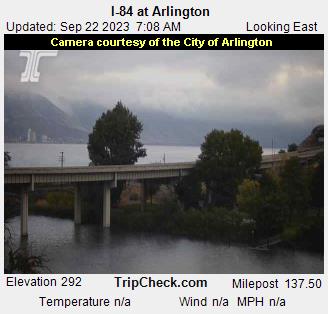 I-84 at Arlington
Updated: Sep 22 2023 7:08 AM Looking East
Camera courtesy of the City of Arlington
Elevation 292 TripCheck.com Milepost 137.50
Temperature n/a Wind n/a MPH n/a